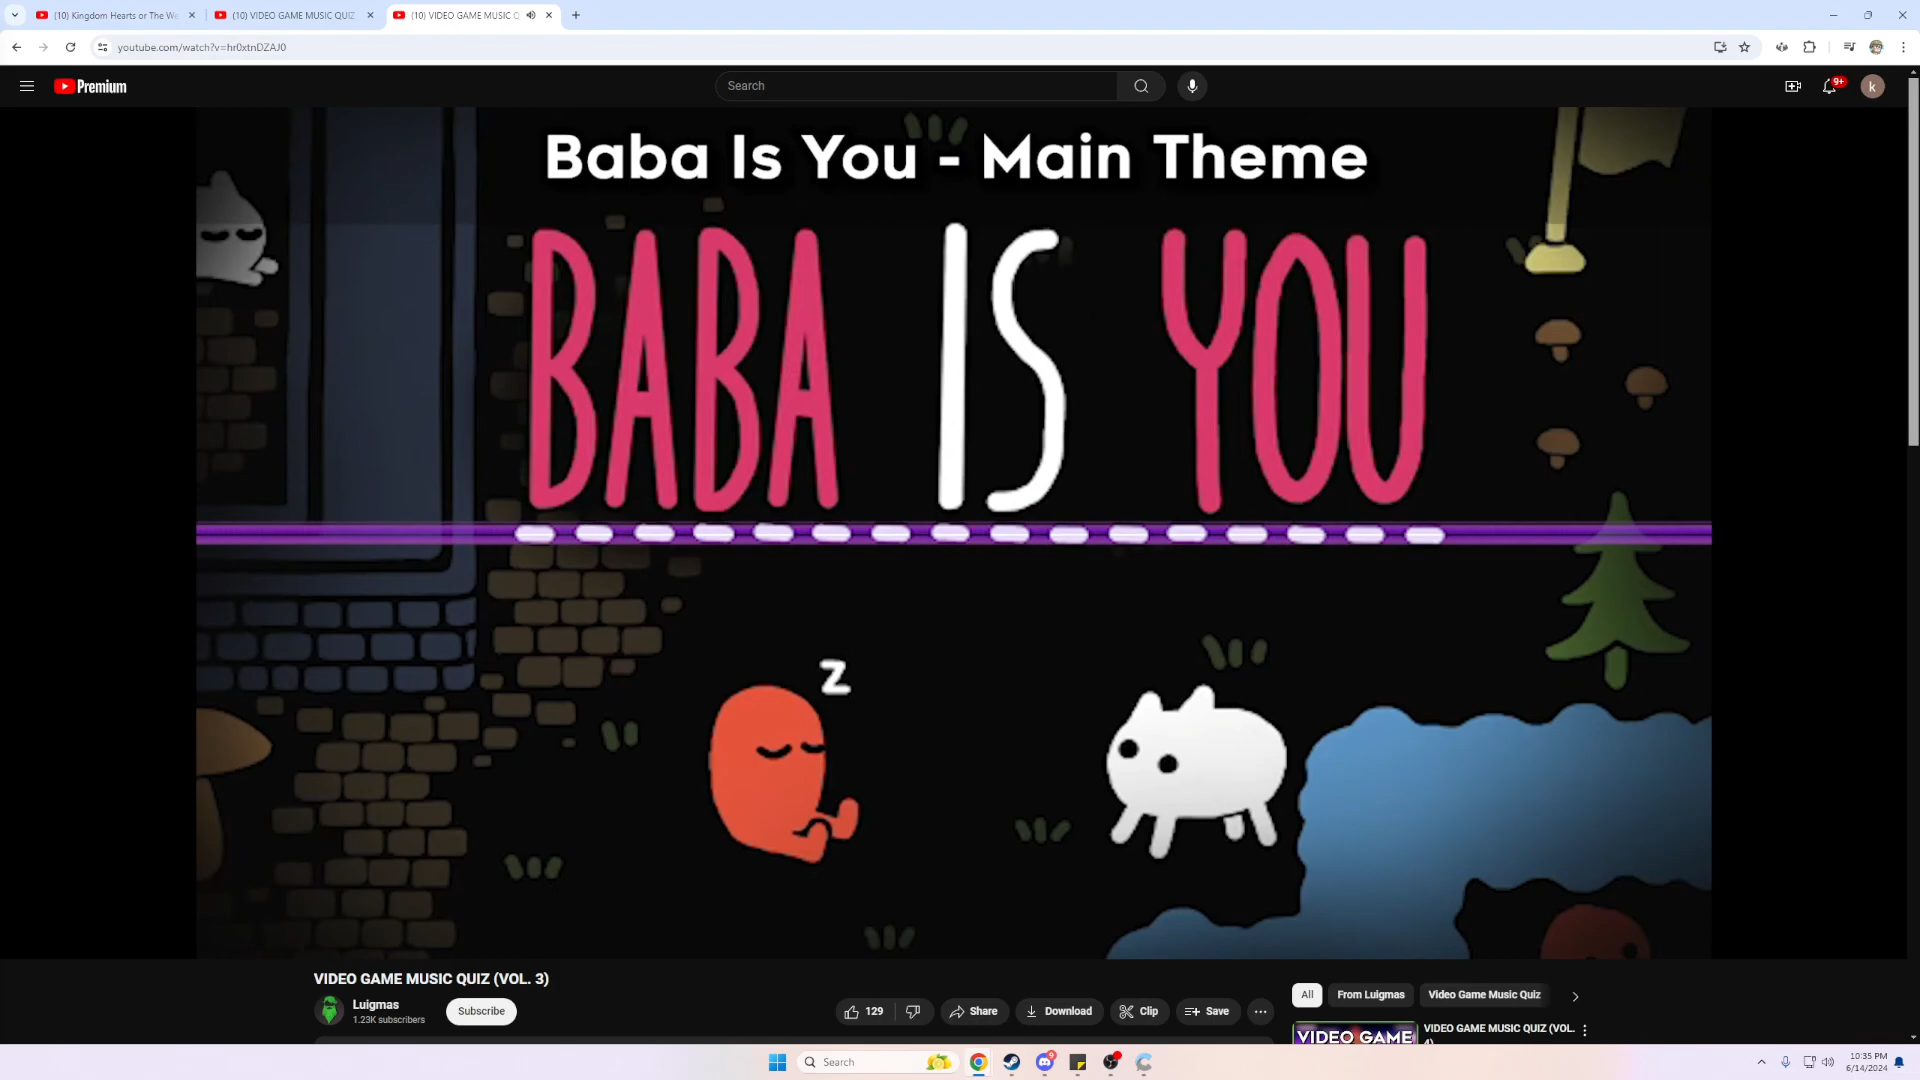 (10) Kingdom Hearts or The We
(10) VIDEO GAME MUSIC QUIZ
(10) VIDEO GAME MUSIC Q
youtube.com/watch?v=hr0xtnDZAJ0
Premium
Search
9+
k
Baba Is You - Main Theme
BABA IS YOU
z
VIDEO GAME MUSIC QUIZ (VOL. 3)
Luigmas
1.23K subscribers
Subscribe
129
Share
Download
Clip
Save
All
From Luigmas
Video Game Music Quiz
VIDEO GAME
VIDEO GAME MUSIC QUIZ (VOL.
4)
Search
9
10:35 PM
6/14/2024